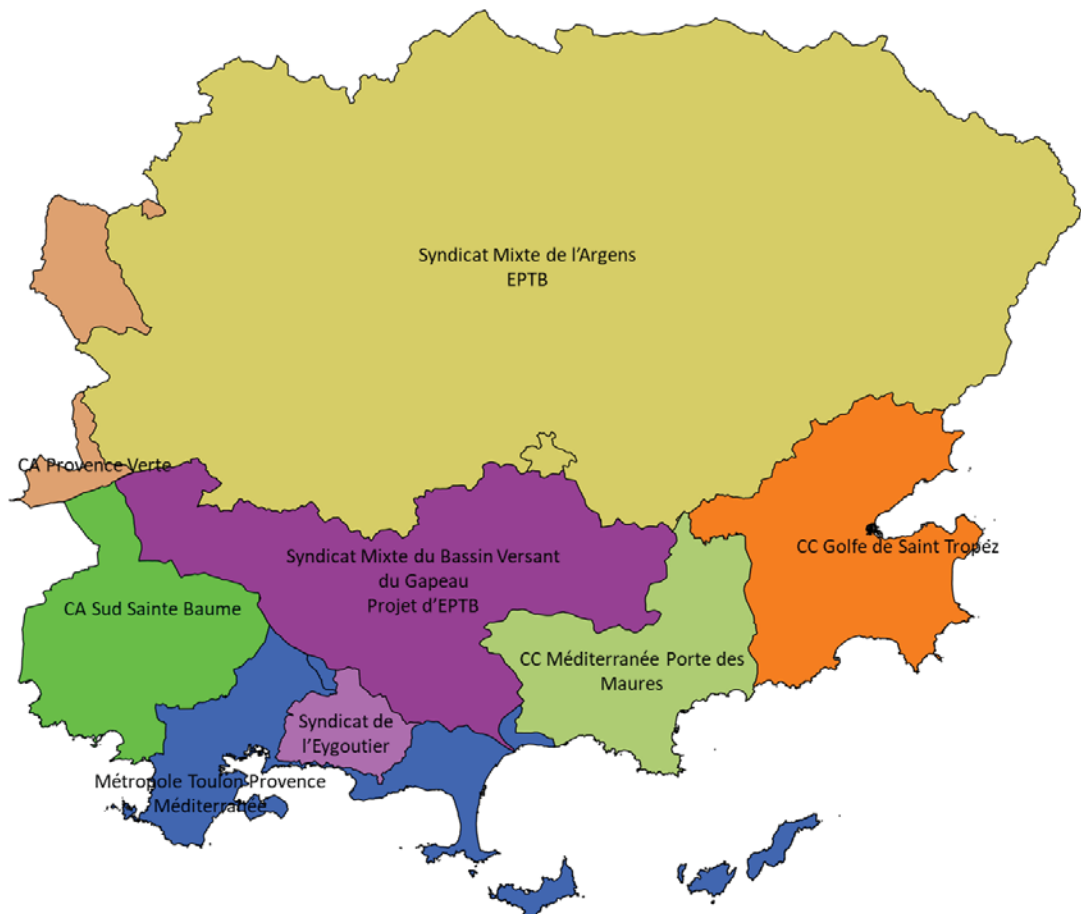 Syndicat Mixte de l'Argens
EPTB
CA Provence Verte
CC Golfe de Saint Tropez
Syndicat Mixte du Bassin Versant
du Gapeau
Projet d'EPTB
CA Sud Sainte Baume
CC Méditerranée Porte des
Maures
Syndicat de
l'Eygoutier
Métropole Toulon Provence
Méditerranée